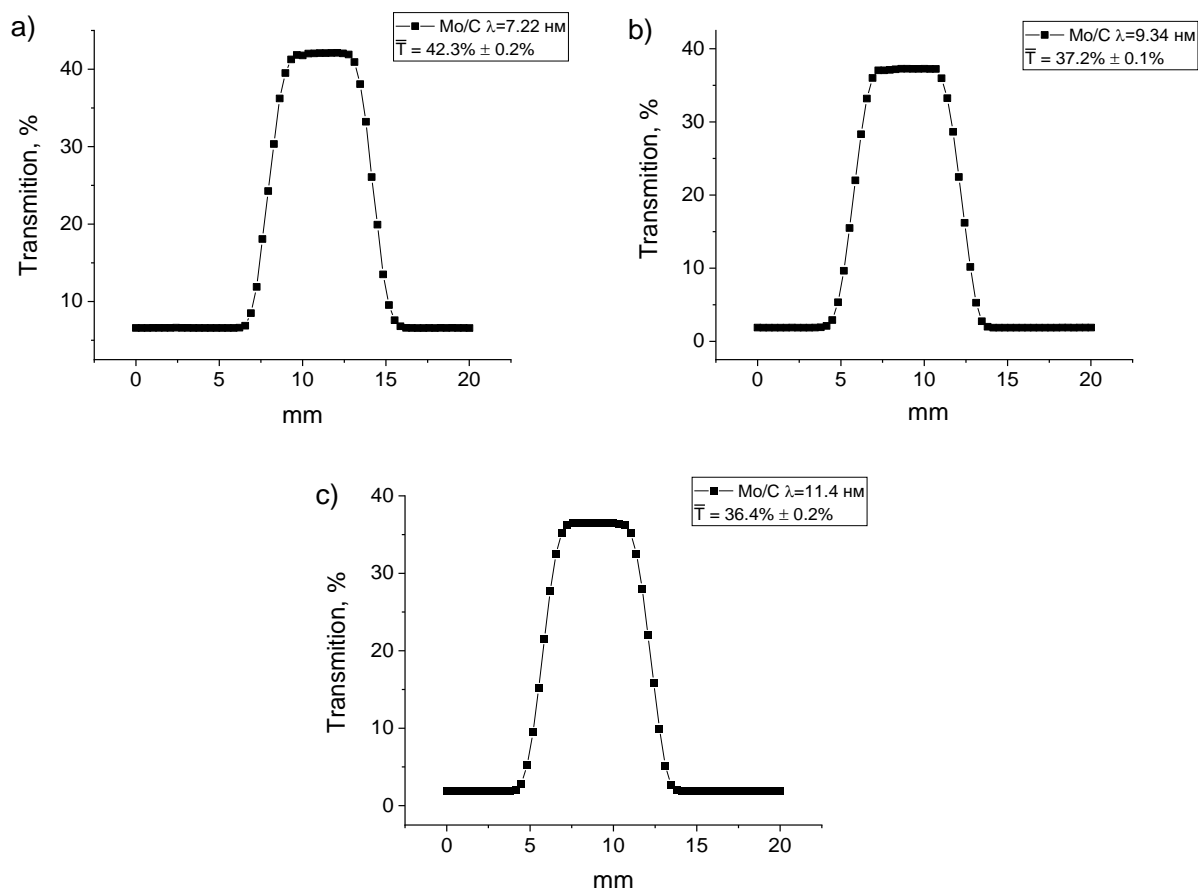 a)
Mo/C λ=7.22 нм
T̅ = 42.3% ± 0.2%
40
30
20
10
Transmition, %
0 5 10 15 20
mm
b)
Mo/C λ=9.34 нм
T̅ = 37.2% ± 0.1%
40
30
20
10
0
Transmition, %
0 5 10 15 20
mm
c)
Mo/C λ=11.4 нм
T̅ = 36.4% ± 0.2%
40
30
20
10
0
Transmition, %
0 5 10 15 20
mm